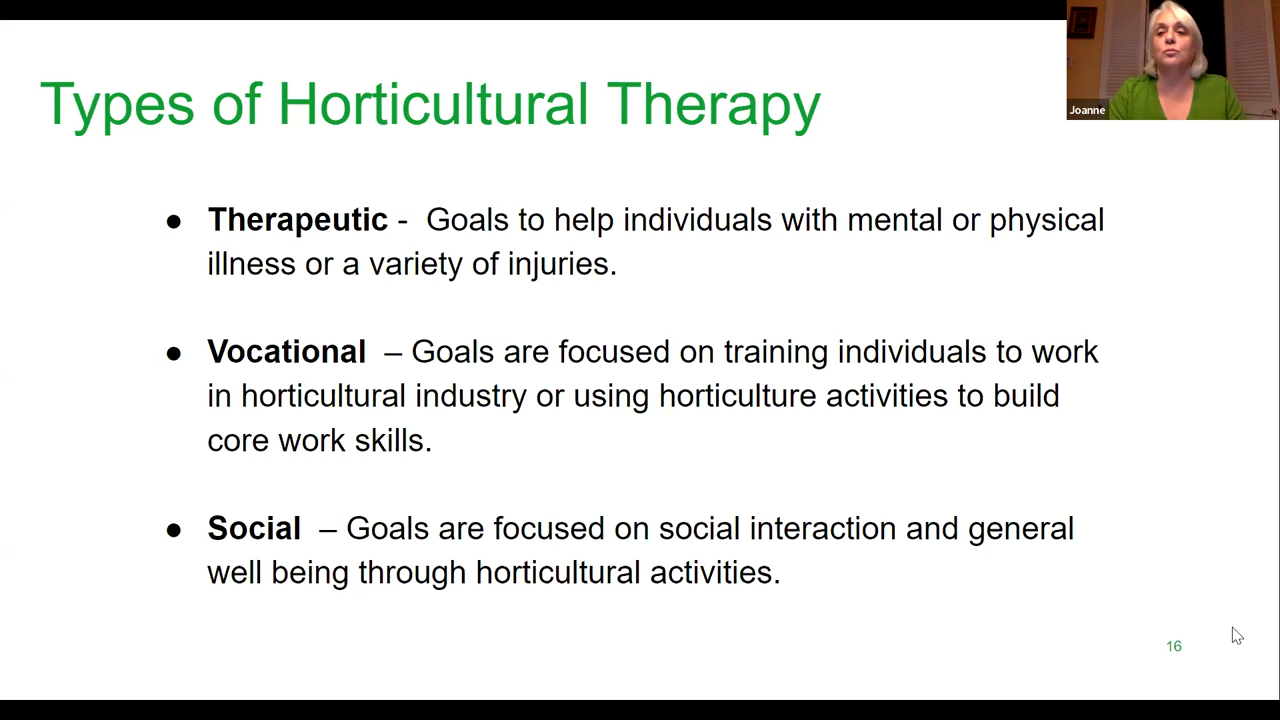 Types of Horticultural Therapy
Joanne
● Therapeutic - Goals to help individuals with mental or physical
illness or a variety of injuries.
● Vocational – Goals are focused on training individuals to work
in horticultural industry or using horticulture activities to build
core work skills.
● Social – Goals are focused on social interaction and general
well being through horticultural activities.
16